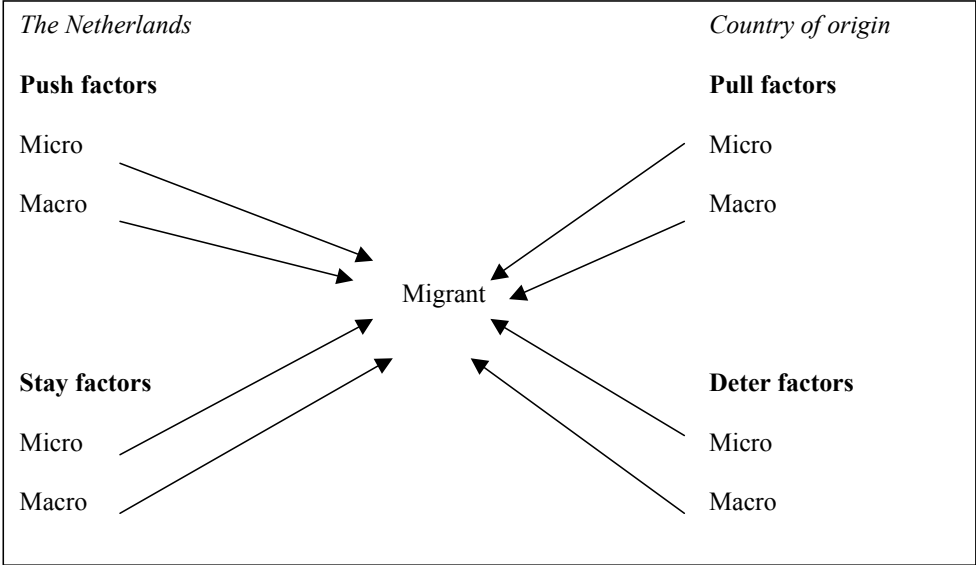 The Netherlands
Country of origin
Push factors
Pull factors
Micro
Micro
Macro
Macro
Migrant
Stay factors
Deter factors
Micro
Micro
Macro
Macro